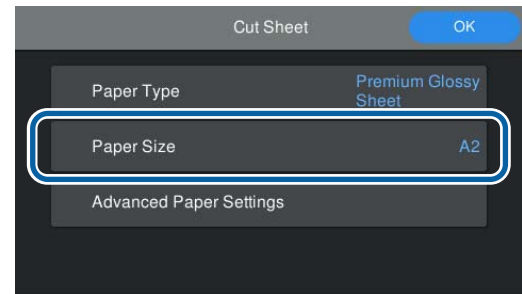 Cut Sheet
OK
Paper Type
Premium Glossy
Sheet
Paper Size
A2
Advanced Paper Settings